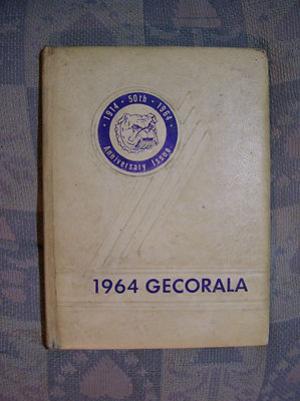 1914 · 50th · 1964 ·
Anniversary Issue
1964 GECORALA